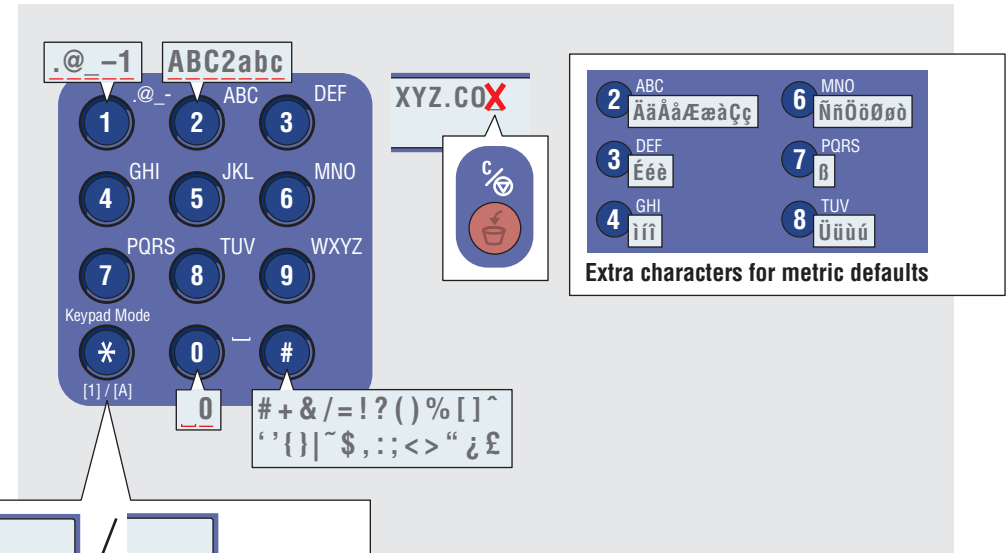 .@_–1 ABC2abc
1 .@_- 2 ABC 3 DEF
4 GHI 5 JKL 6 MNO
7 PQRS 8 TUV 9 WXYZ
Keypad Mode
* 0 ⎵ #
[1] / [A]
⎵0
# + & / = ! ? ( ) % [ ] ˆ
‘ ’ { } | ˜ $ , : ; < > “ ¿ £
XYZ.COX
C/
2 ABC
ÄäÅåÆæàÇç
3 DEF
Ééè
4 GHI
ìíî
6 MNO
ÑñÖöØøò
7 PQRS
ß
8 TUV
Üüùú
Extra characters for metric defaults
/